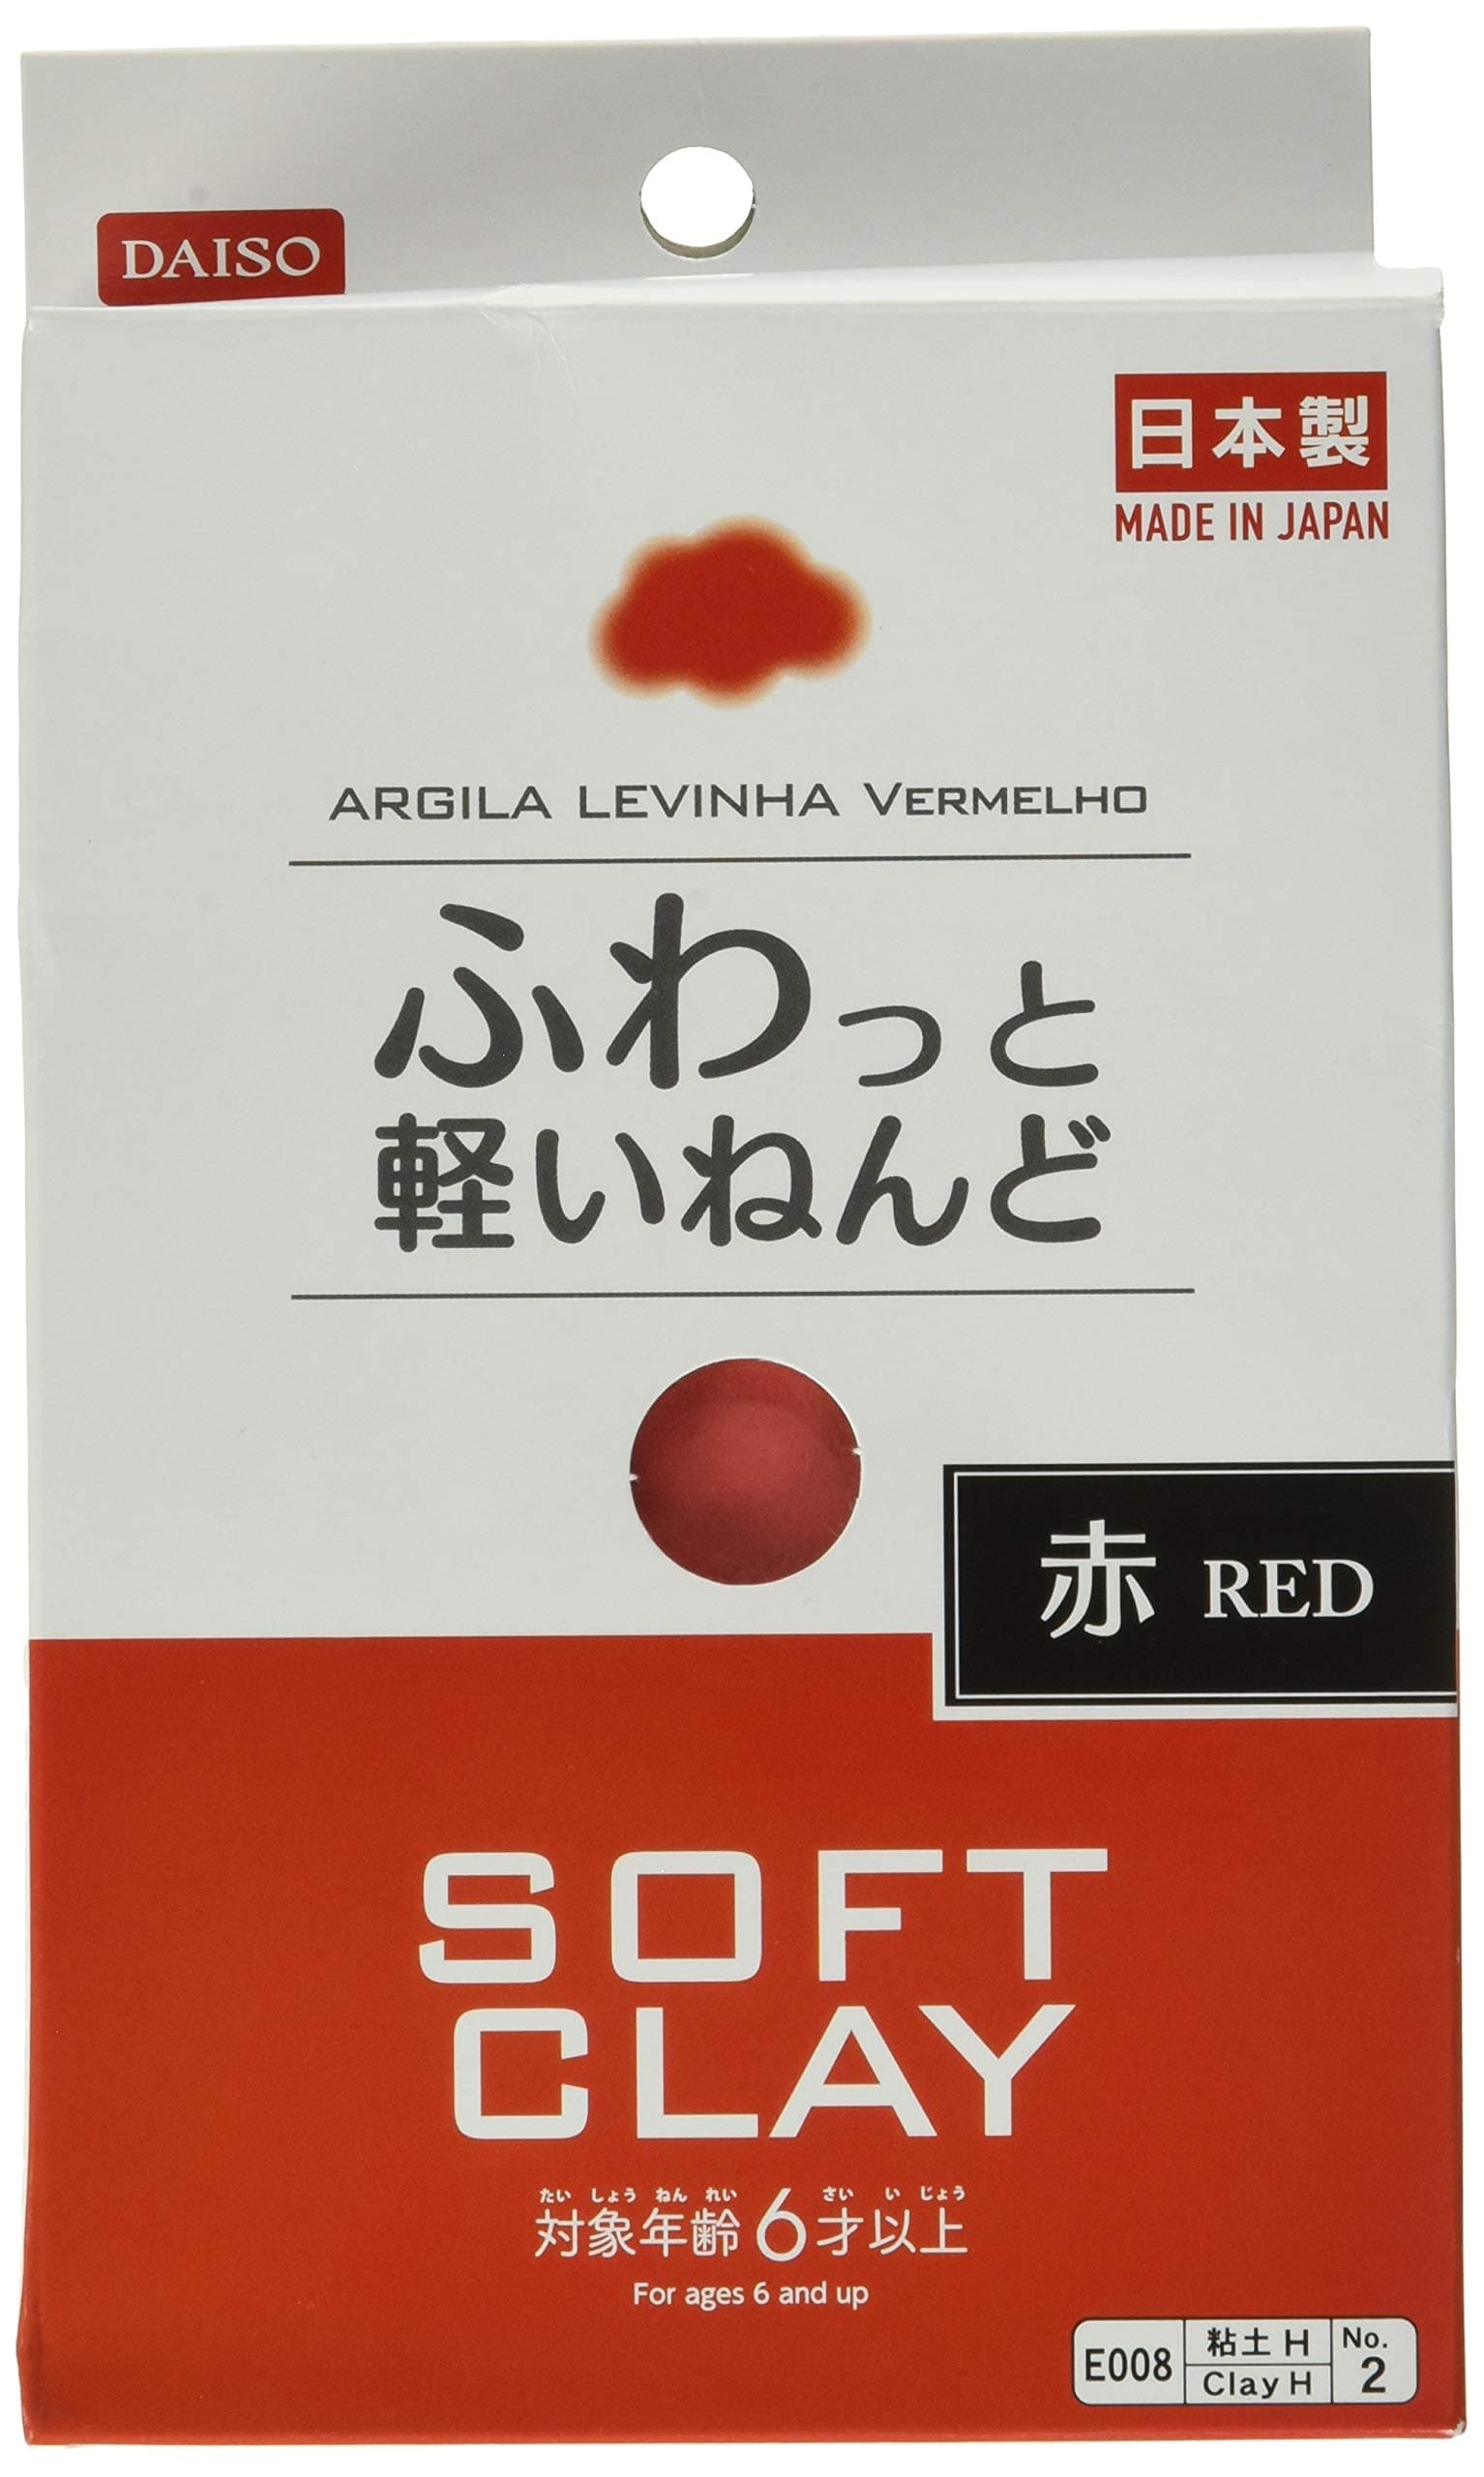 DAISO
日本製
MADE IN JAPAN
ARGILA LEVINHA VERMELHO
ふわっと
軽いねんど
赤 RED
SOFT
CLAY
たいしょうねんれい さいいじょう
対象年齢6才以上
For ages 6 and up
E008 粘土H No.
Clay H 2